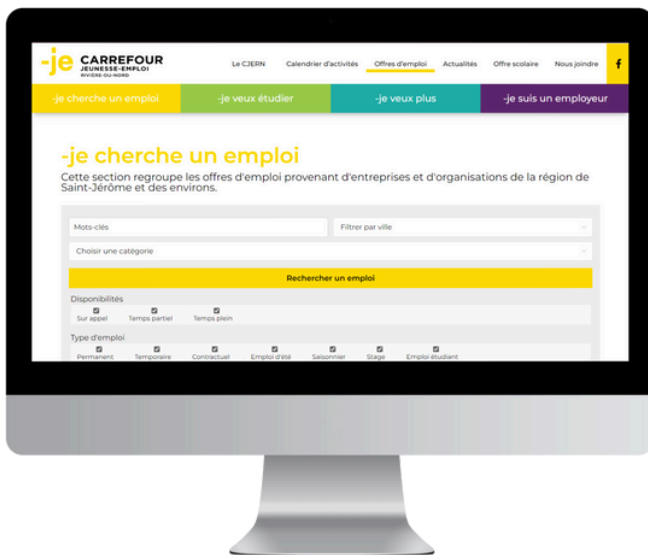 -je CARREFOUR
JEUNESSE-EMPLOI
RIVIÈRE-DU-NORD
Le CJERN Calendrier d'activités Offres d'emploi Actualités Offre scolaire Nous joindre f
-je cherche un emploi -je veux étudier -je veux plus -je suis un employeur
-je cherche un emploi
Cette section regroupe les offres d'emploi provenant d'entreprises et d'organisations de la région de
Saint-Jérôme et des environs.
Mots-clés Filtrer par ville
Choisir une catégorie
Rechercher un emploi
Disponibilités
Sur appel Temps partiel Temps plein
Type d'emploi
Permanent Temporaire Contractuel Emploi d'été Saisonnier Stage Emploi étudiant